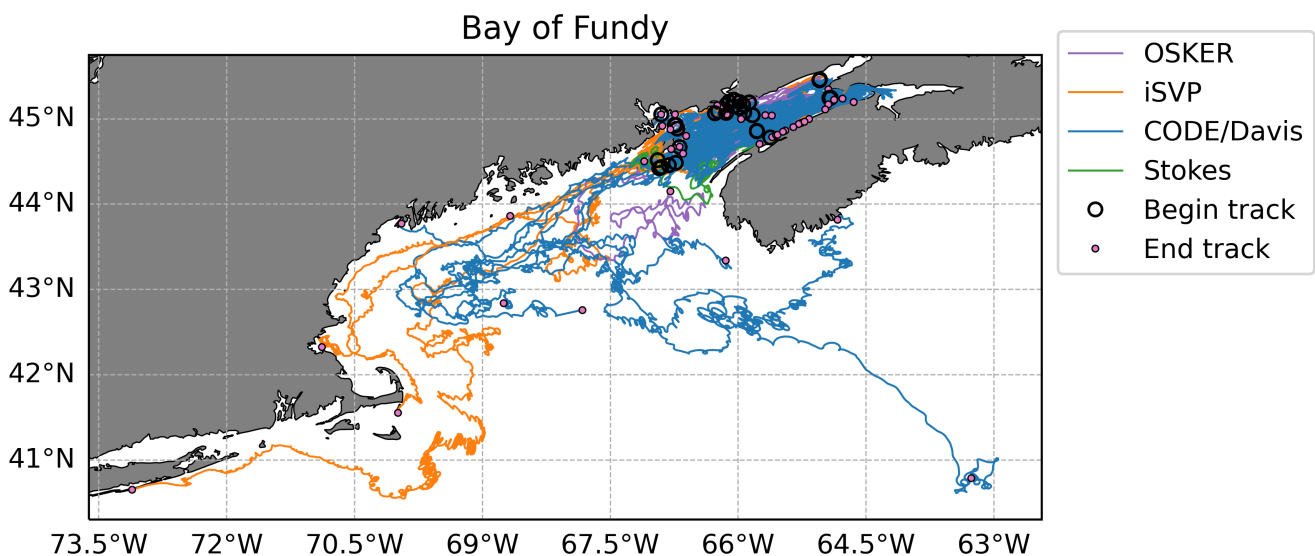 Bay of Fundy
45°N
44°N
43°N
42°N
41°N
73.5°W 72°W 70.5°W 69°W 67.5°W 66°W 64.5°W 63°W
OSKER
iSVP
CODE/Davis
Stokes
Begin track
End track